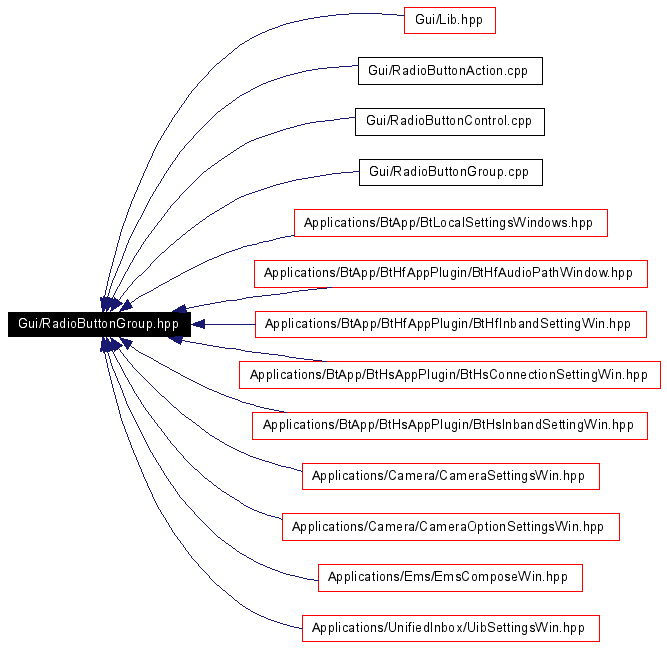 Gui/Lib.hpp
Gui/RadioButtonAction.cpp
Gui/RadioButtonControl.cpp
Gui/RadioButtonGroup.cpp
Applications/BtApp/BtLocalSettingsWindows.hpp
Applications/BtApp/BtHfAppPlugin/BtHfAudioPathWindow.hpp
Gui/RadioButtonGroup.hpp
Applications/BtApp/BtHfAppPlugin/BtHfInbandSettingWin.hpp
Applications/BtApp/BtHsAppPlugin/BtHsConnectionSettingWin.hpp
Applications/BtApp/BtHsAppPlugin/BtHsInbandSettingWin.hpp
Applications/Camera/CameraSettingsWin.hpp
Applications/Camera/CameraOptionSettingsWin.hpp
Applications/Ems/EmsComposeWin.hpp
Applications/UnifiedInbox/UibSettingsWin.hpp